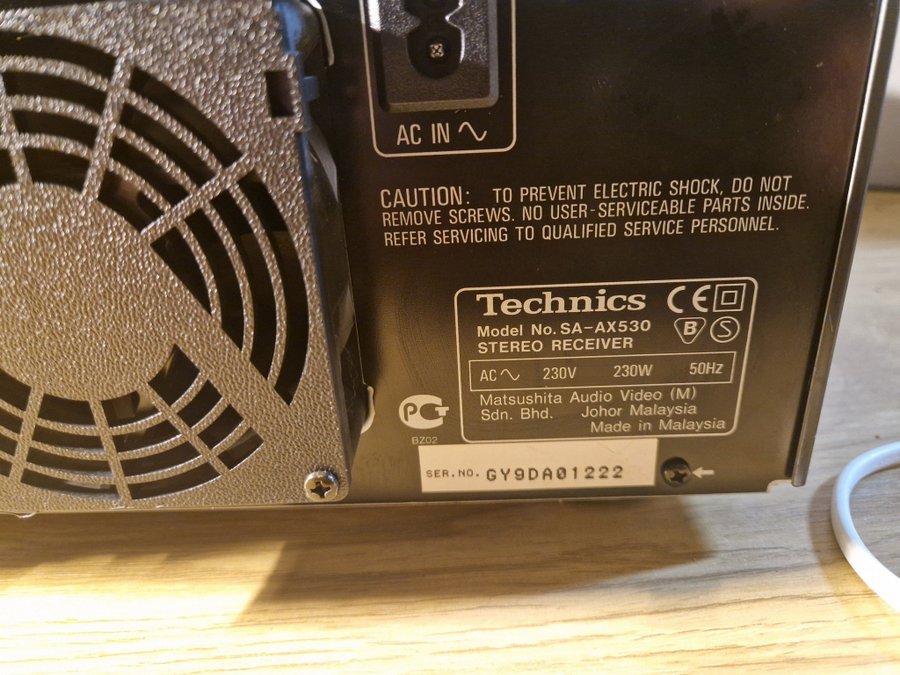 AC IN
CAUTION: TO PREVENT ELECTRIC SHOCK, DO NOT
REMOVE SCREWS. NO USER-SERVICEABLE PARTS INSIDE.
REFER SERVICING TO QUALIFIED SERVICE PERSONNEL.
Technics CE
Model No. SA-AX530 B S
STEREO RECEIVER
AC 230V 230W 50Hz
Matsushita Audio Video (M)
Sdn. Bhd. Johor Malaysia
Made in Malaysia
PG
BZ02
SER.NO. GY9DA01222